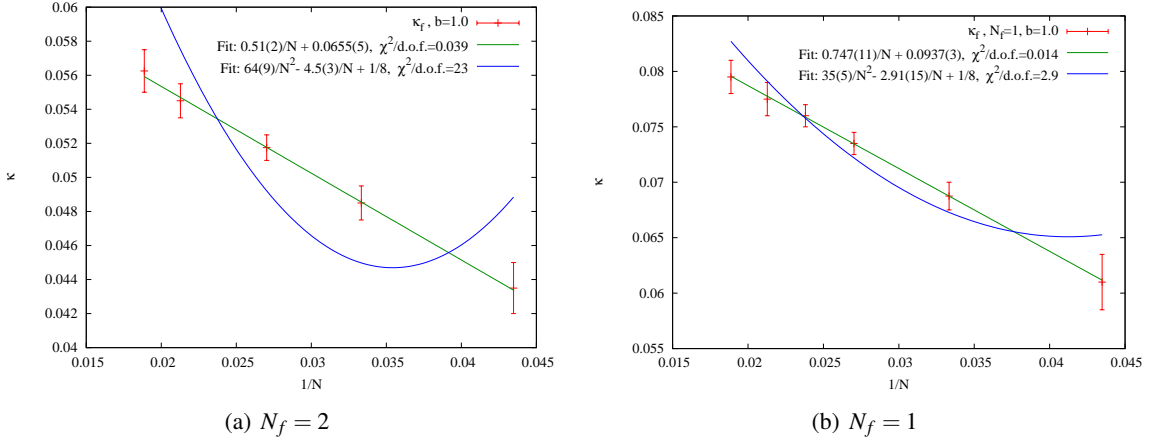 0.06
0.058
0.056
0.054
0.052
0.05
0.048
0.046
0.044
0.042
0.04
κ
0.015 0.02 0.025 0.03 0.035 0.04 0.045
1/N
κ_f , b=1.0
Fit: 0.51(2)/N + 0.0655(5), χ²/d.o.f.=0.039
Fit: 64(9)/N²- 4.5(3)/N + 1/8, χ²/d.o.f.=23
(a) N_f = 2
0.085
0.08
0.075
0.07
0.065
0.06
0.055
κ
0.015 0.02 0.025 0.03 0.035 0.04 0.045
1/N
κ_f , N_f=1, b=1.0
Fit: 0.747(11)/N + 0.0937(3), χ²/d.o.f.=0.014
Fit: 35(5)/N²- 2.91(15)/N + 1/8, χ²/d.o.f.=2.9
(b) N_f = 1